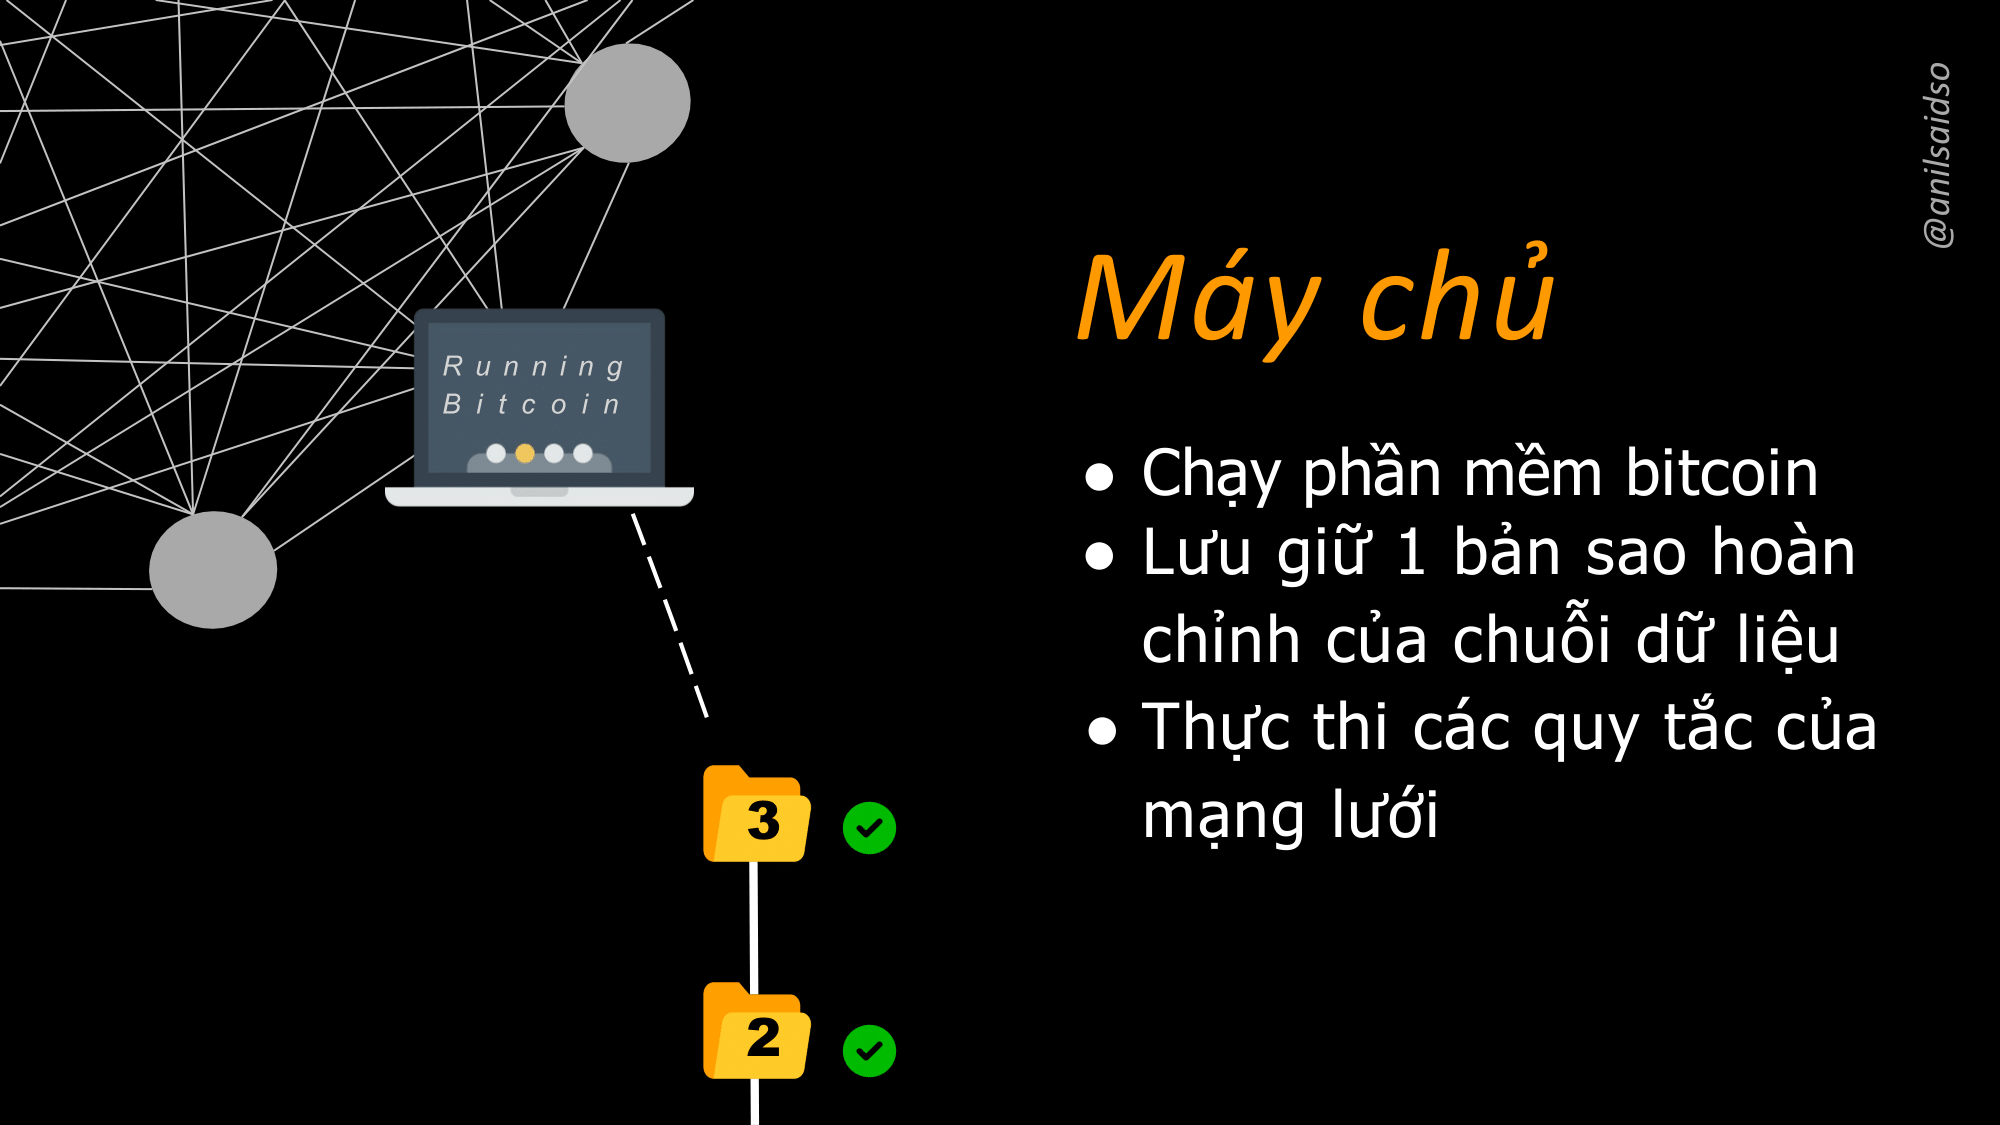 @anilsaidso
Máy chủ
Running
Bitcoin
● Chạy phần mềm bitcoin
● Lưu giữ 1 bản sao hoàn
chỉnh của chuỗi dữ liệu
● Thực thi các quy tắc của
mạng lưới
3
2